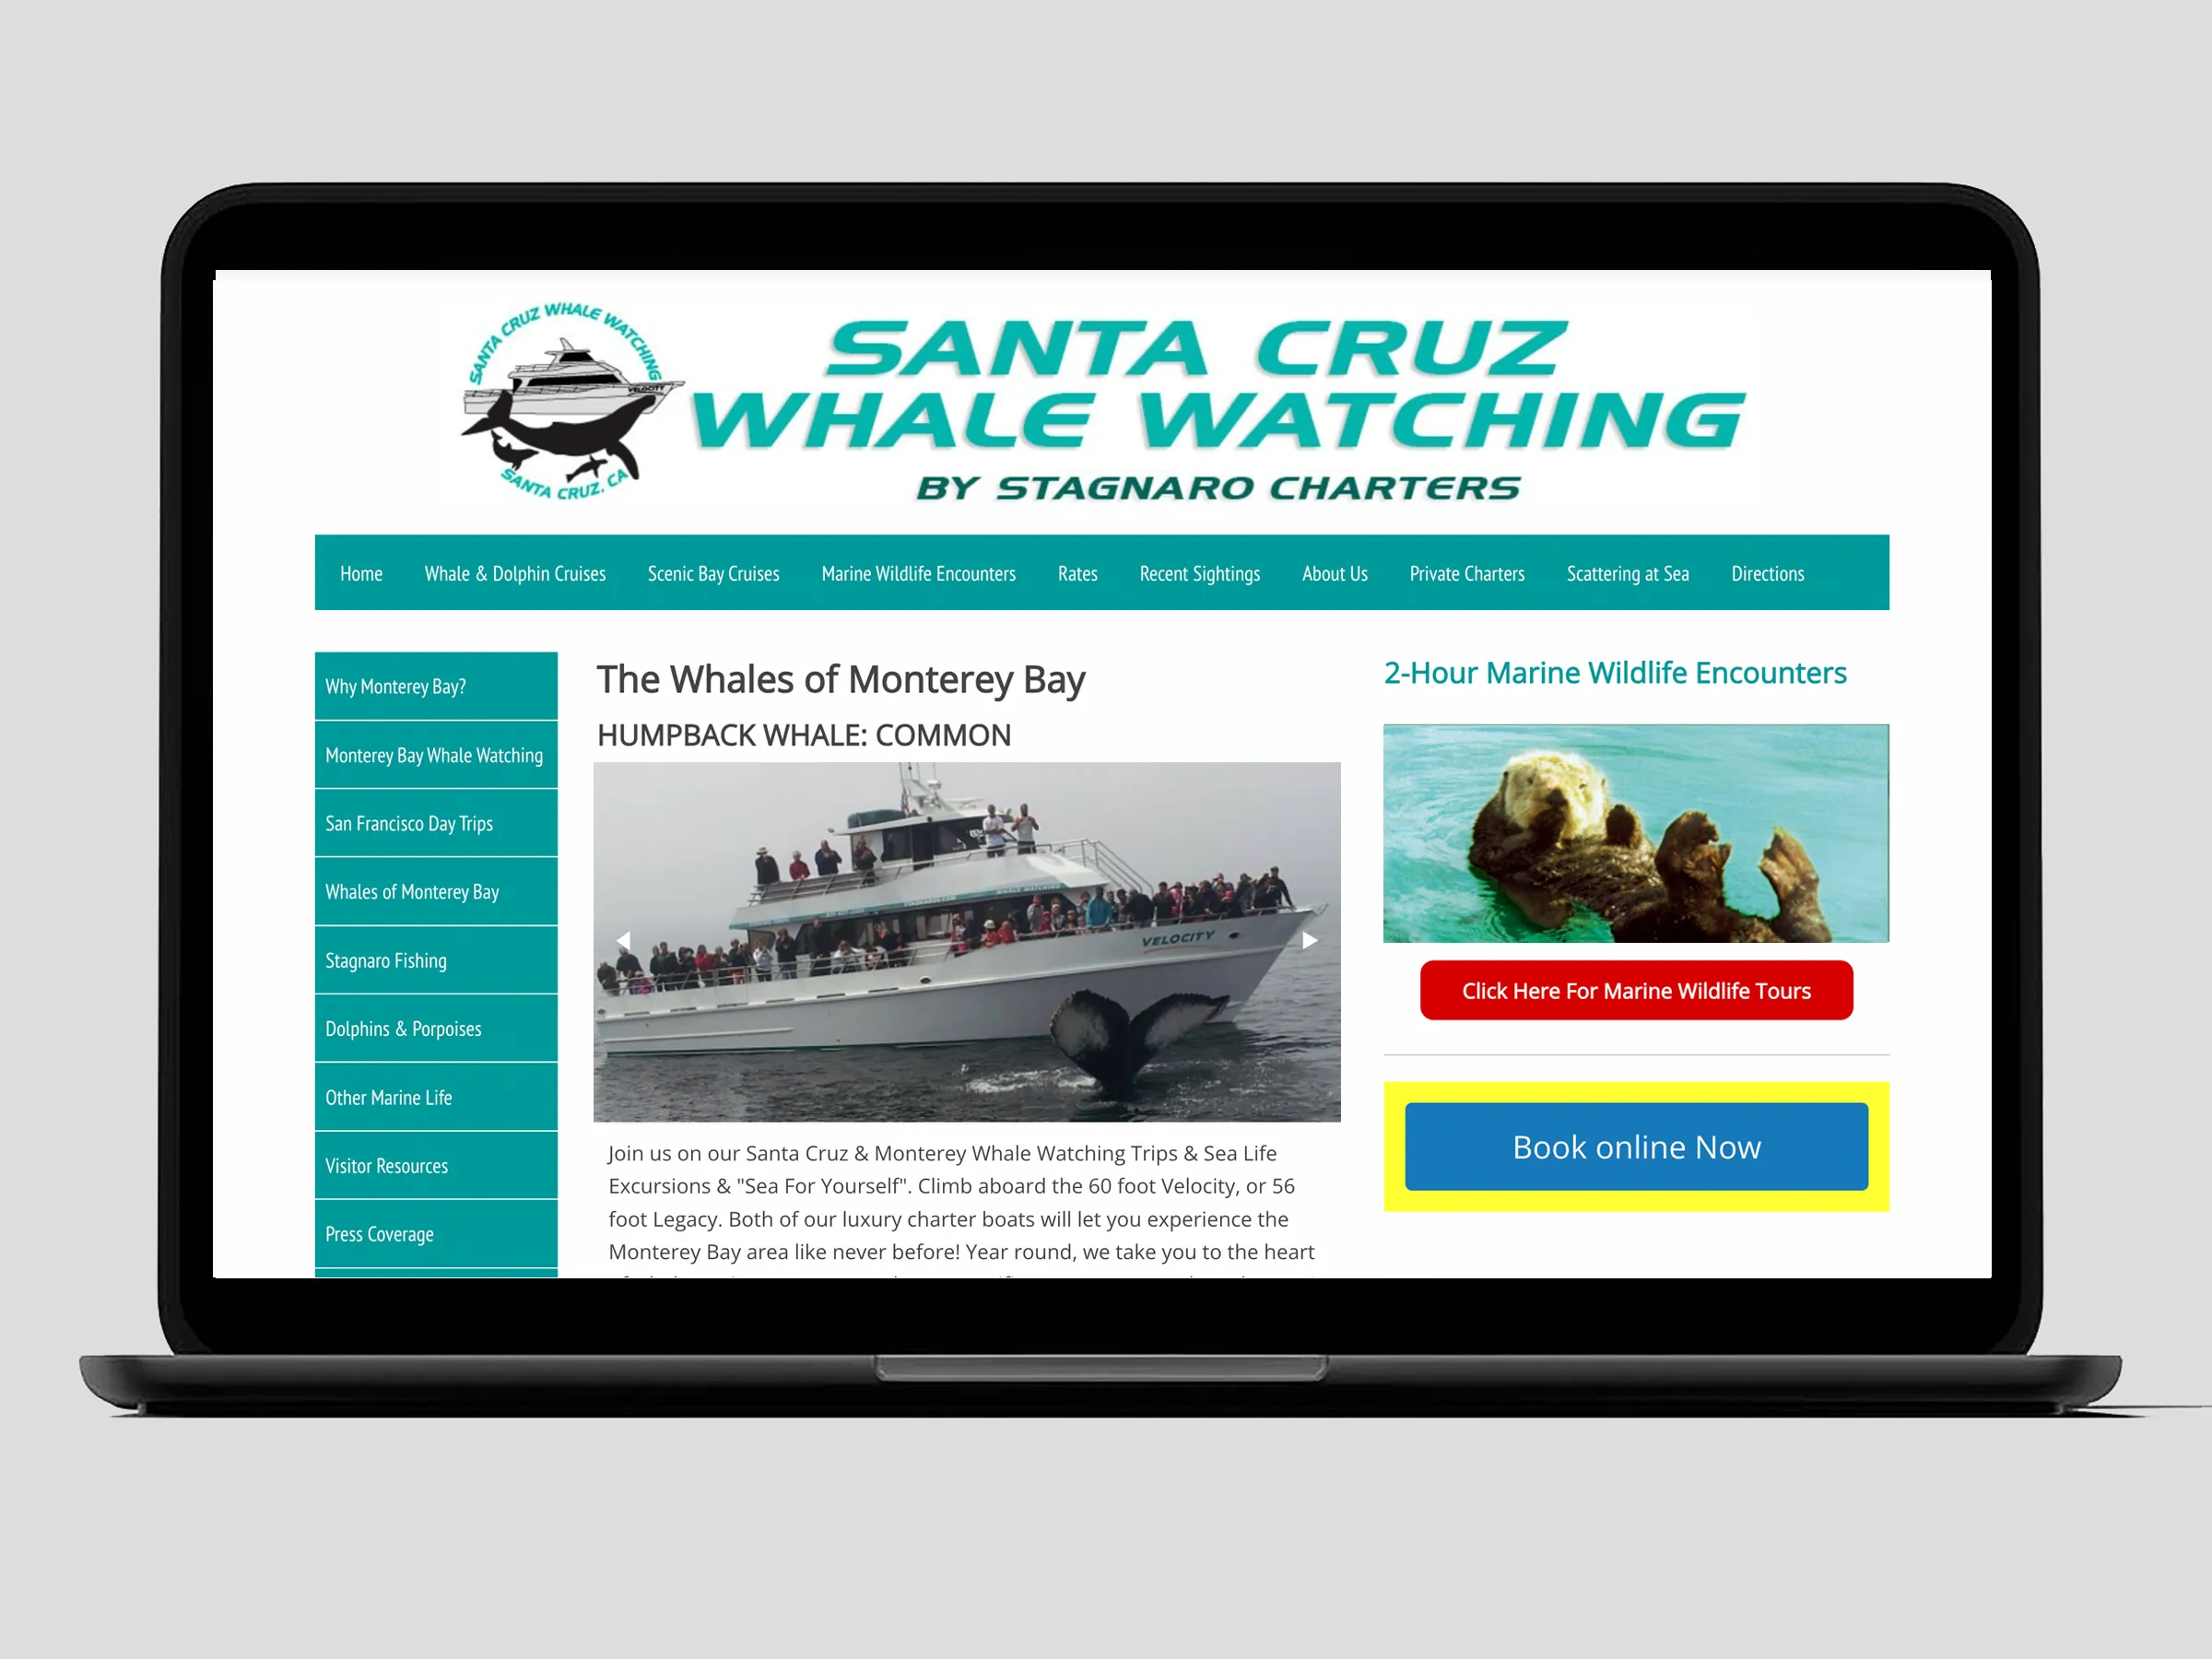 SANTA CRUZ WHALE WATCHING
VELOCITY
SANTA CRUZ, CA
SANTA CRUZ
WHALE WATCHING
BY STAGNARO CHARTERS
Home Whale & Dolphin Cruises Scenic Bay Cruises Marine Wildlife Encounters Rates Recent Sightings About Us Private Charters Scattering at Sea Directions
Why Monterey Bay?
Monterey Bay Whale Watching
San Francisco Day Trips
Whales of Monterey Bay
Stagnaro Fishing
Dolphins & Porpoises
Other Marine Life
Visitor Resources
Press Coverage
The Whales of Monterey Bay
HUMPBACK WHALE: COMMON
WHALE WATCHING
VELOCITY
Join us on our Santa Cruz & Monterey Whale Watching Trips & Sea Life
Excursions & "Sea For Yourself". Climb aboard the 60 foot Velocity, or 56
foot Legacy. Both of our luxury charter boats will let you experience the
Monterey Bay area like never before! Year round, we take you to the heart
2-Hour Marine Wildlife Encounters
Click Here For Marine Wildlife Tours
Book online Now